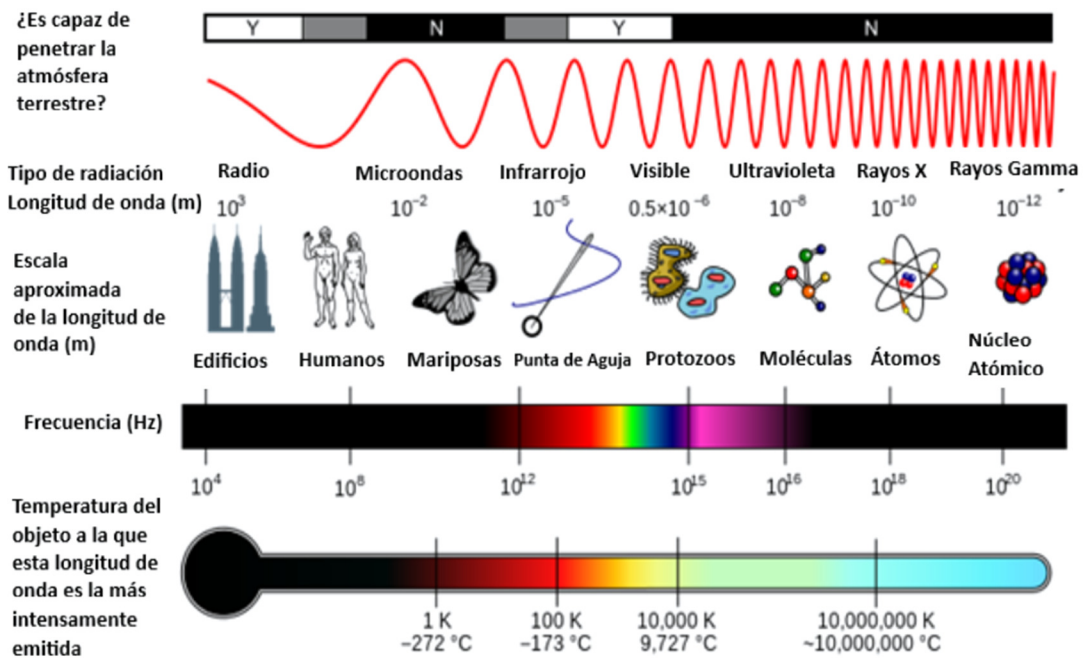 ¿Es capaz de
penetrar la
atmósfera
terrestre?
Y N Y N
Tipo de radiación
Radio Microondas Infrarrojo Visible Ultravioleta Rayos X Rayos Gamma
Longitud de onda (m)
10³ 10⁻² 10⁻⁵ 0.5×10⁻⁶ 10⁻⁸ 10⁻¹⁰ 10⁻¹²
Escala
aproximada
de la longitud de
onda (m)
Edificios Humanos Mariposas Punta de Aguja Protozoos Moléculas Átomos Núcleo
Atómico
Frecuencia (Hz)
10⁴ 10⁸ 10¹² 10¹⁵ 10¹⁶ 10¹⁸ 10²⁰
Temperatura del
objeto a la que
esta longitud de
onda es la más
intensamente
emitida
1 K 100 K 10,000 K 10,000,000 K
−272 °C −173 °C 9,727 °C ~10,000,000 °C